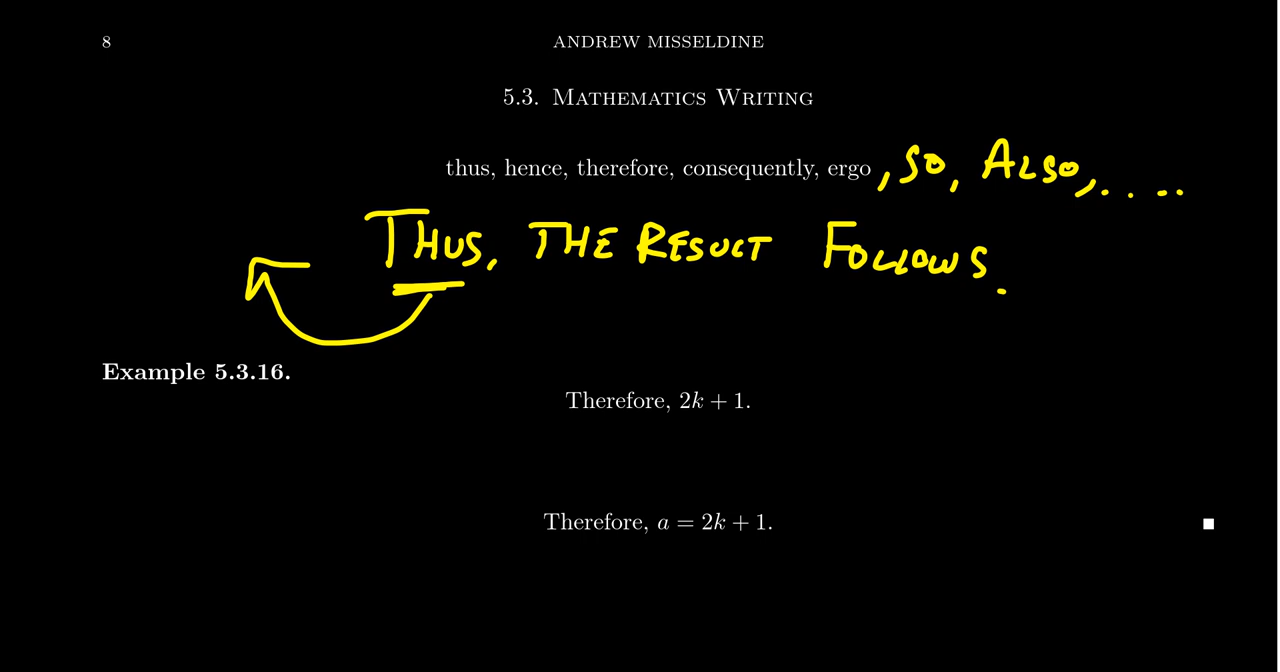 8 ANDREW MISSELDINE
5.3. MATHEMATICS WRITING
thus, hence, therefore, consequently, ergo , SO, ALSO, . . . .
THUS, THE RESULT FOLLOWS.
Example 5.3.16.
Therefore, 2k + 1.
Therefore, a = 2k + 1. ■